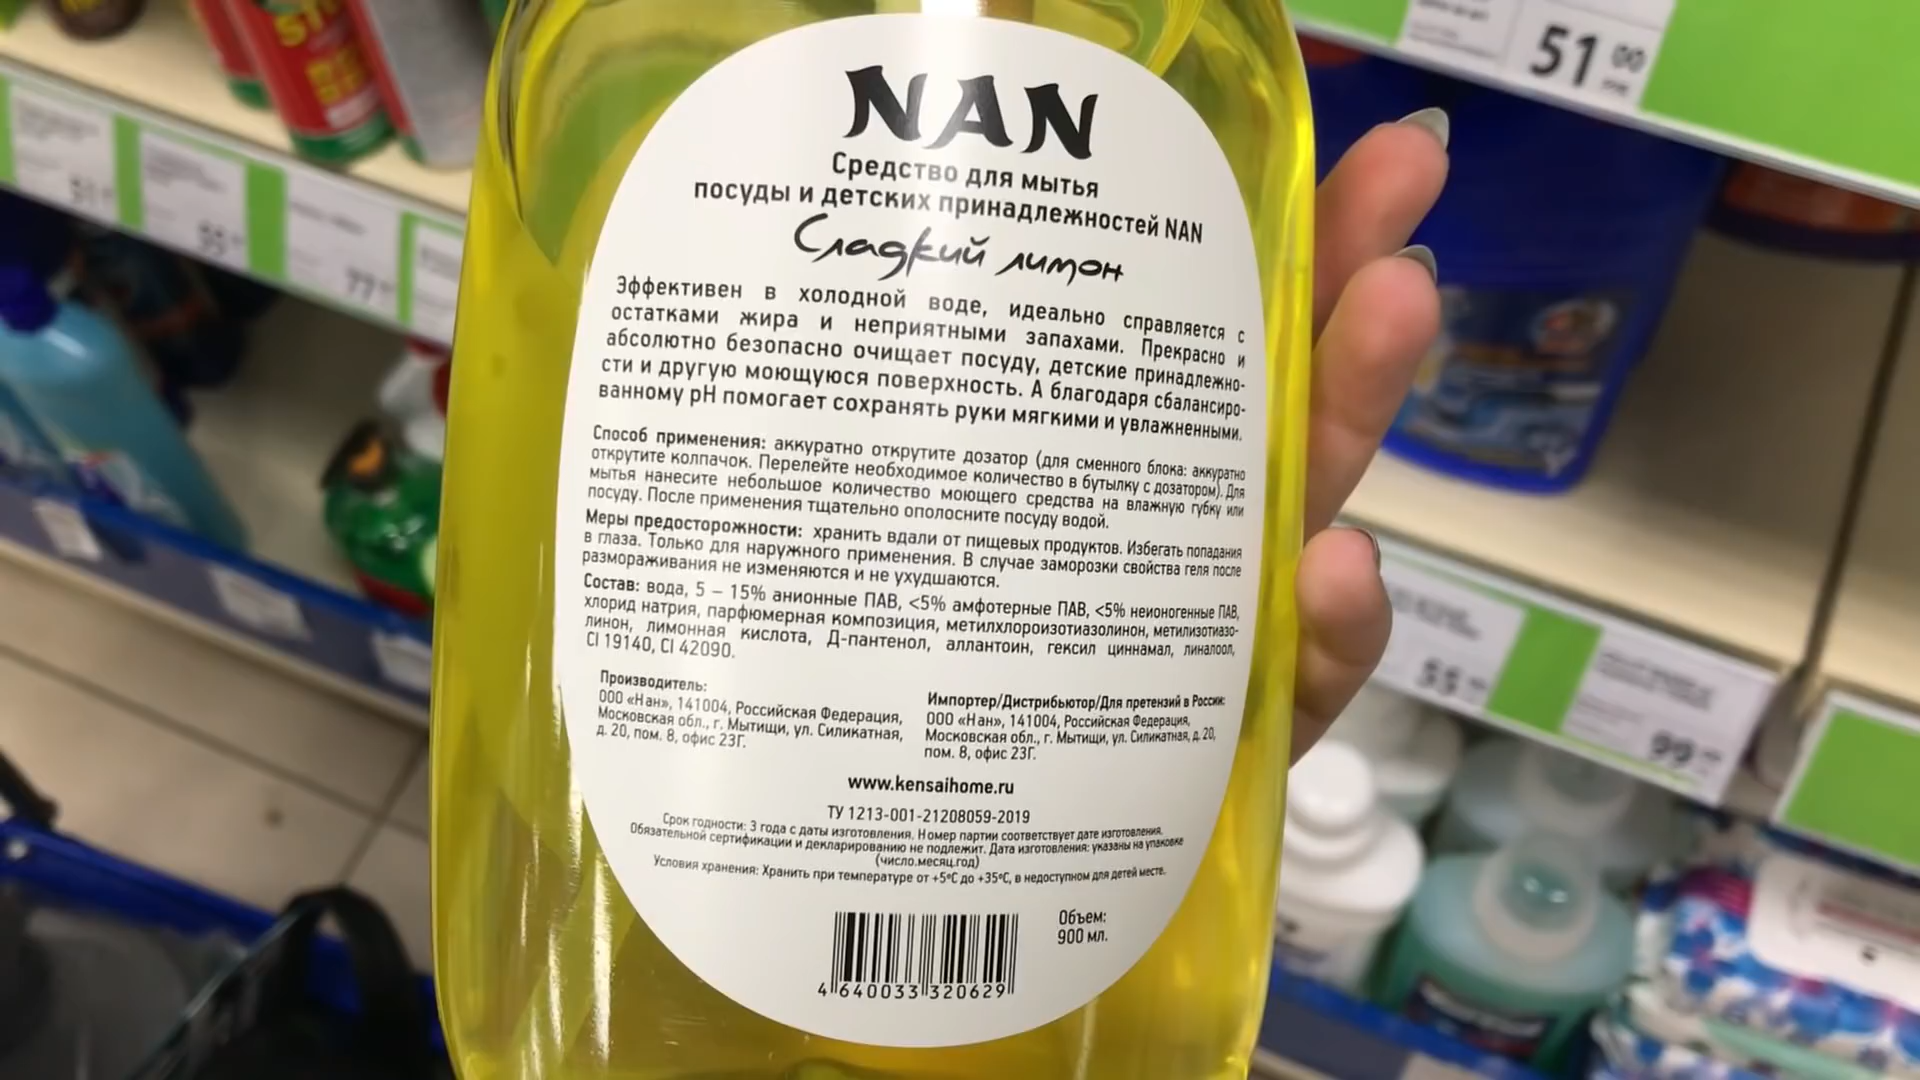 NAN
Средство для мытья
посуды и детских принадлежностей NAN
Сладкий лимон
Эффективен в холодной воде, идеально справляется с
остатками жира и неприятными запахами. Прекрасно и
абсолютно безопасно очищает посуду, детские принадлежно-
сти и другую моющуюся поверхность. А благодаря сбалансиро-
ванному pH помогает сохранять руки мягкими и увлажненными.
Способ применения: аккуратно открутите дозатор (для сменного блока: аккуратно
открутите колпачок. Перелейте необходимое количество в бутылку с дозатором). Для
мытья нанесите небольшое количество моющего средства на влажную губку или
посуду. После применения тщательно ополосните посуду водой.
Меры предосторожности: хранить вдали от пищевых продуктов. Избегать попадания
в глаза. Только для наружного применения. В случае заморозки свойства геля после
размораживания не изменяются и не ухудшаются.
Состав: вода, 5 – 15% анионные ПАВ, <5% амфотерные ПАВ, <5% неионогенные ПАВ,
хлорид натрия, парфюмерная композиция, метилхлороизотиазолинон, метилизотиазо-
линон, лимонная кислота, Д-пантенол, аллантоин, гексил циннамал, линалоол,
CI 19140, CI 42090.
Производитель:
ООО «Нан», 141004, Российская Федерация,
Московская обл., г. Мытищи, ул. Силикатная,
д. 20, пом. 8, офис 23Г.
Импортер/Дистрибьютор/Для претензий в России:
ООО «Нан», 141004, Российская Федерация,
Московская обл., г. Мытищи, ул. Силикатная, д. 20,
пом. 8, офис 23Г.
www.kensaihome.ru
ТУ 1213-001-21208059-2019
Срок годности: 3 года с даты изготовления. Номер партии соответствует дате изготовления.
Обязательной сертификации и декларированию не подлежит. Дата изготовления: указаны на упаковке
(число.месяц.год)
Условия хранения: Хранить при температуре от +5°С до +35°С, в недоступном для детей месте.
Объем:
900 мл.
4 640033 320629
51 00
55
77
55
99